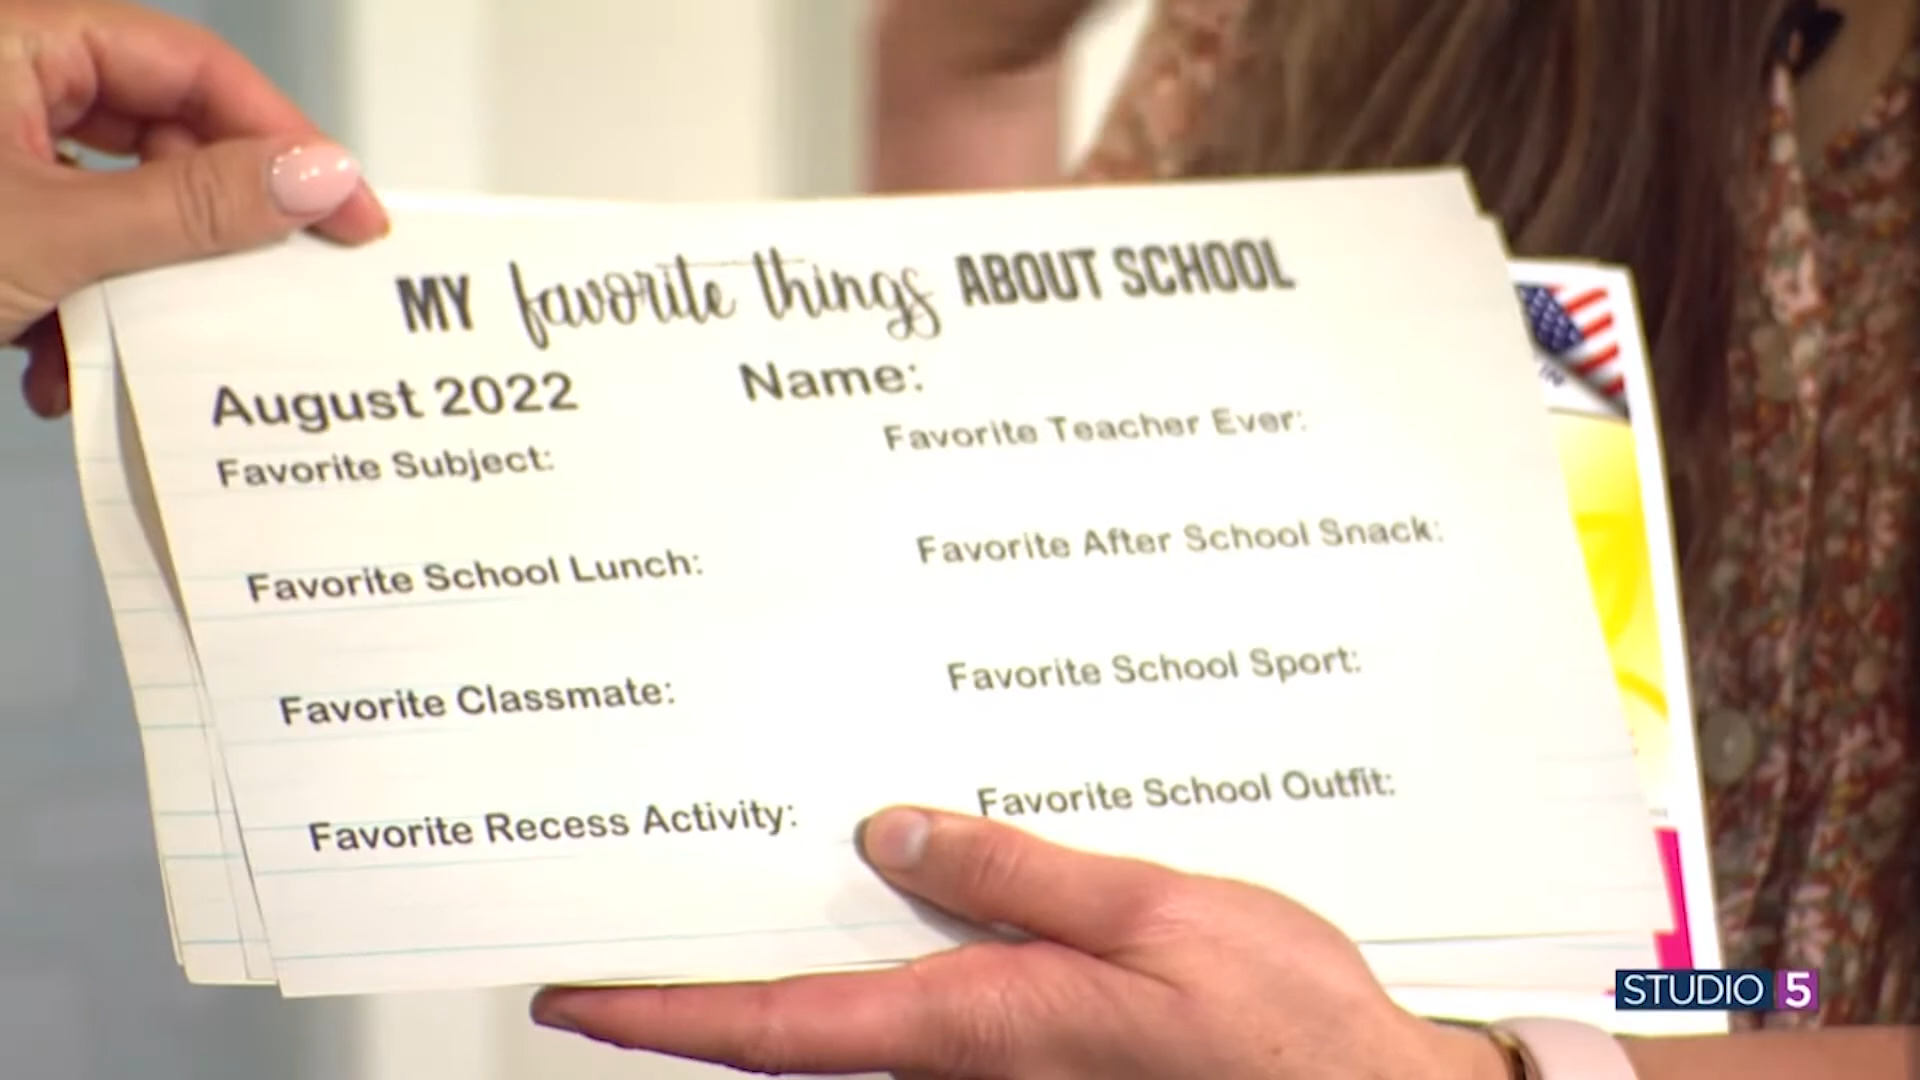 MY favorite things ABOUT SCHOOL
August 2022 Name:
Favorite Subject: Favorite Teacher Ever:
Favorite School Lunch: Favorite After School Snack:
Favorite Classmate: Favorite School Sport:
Favorite Recess Activity: Favorite School Outfit:
STUDIO 5